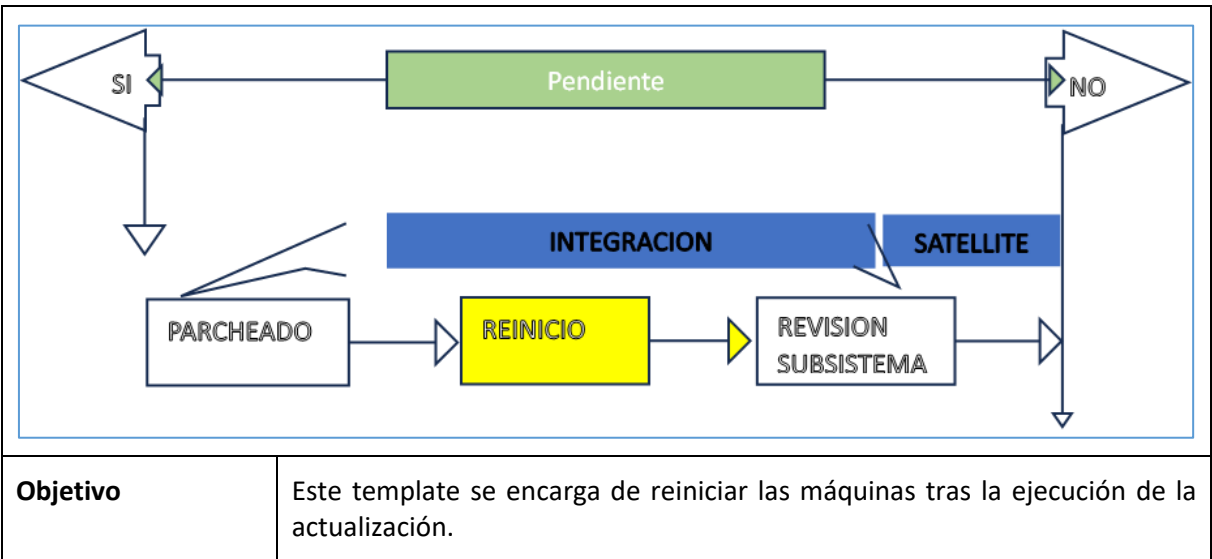 Pendiente
SI
NO
INTEGRACION
SATELLITE
PARCHEADO
REINICIO
REVISION
SUBSISTEMA
Objetivo
Este template se encarga de reiniciar las máquinas tras la ejecución de la
actualización.